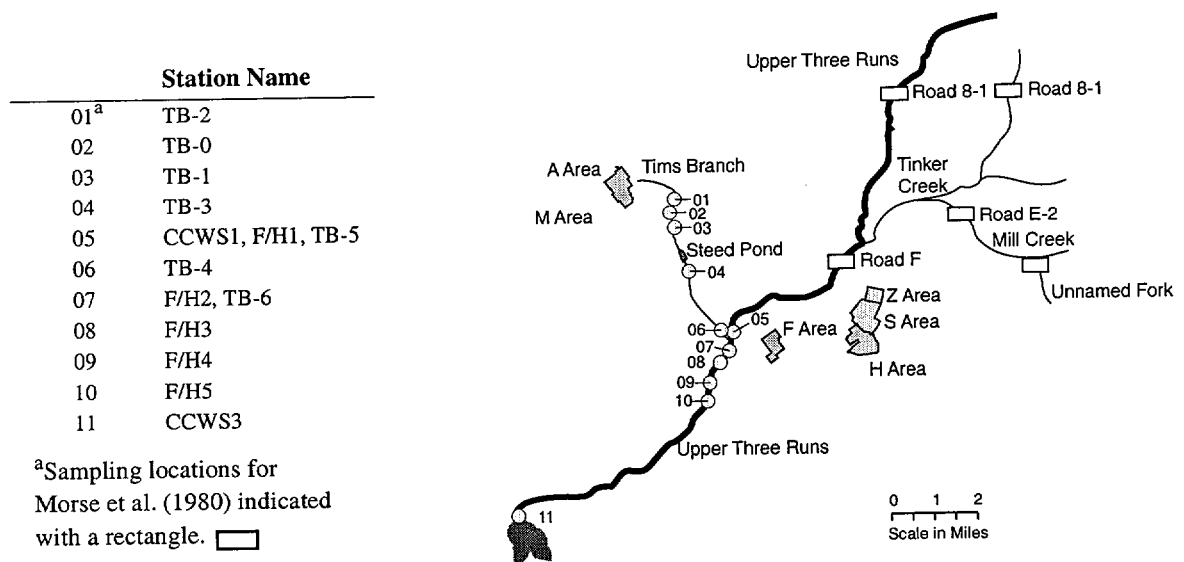 Station Name
01a TB-2
02 TB-0
03 TB-1
04 TB-3
05 CCWS1, F/H1, TB-5
06 TB-4
07 F/H2, TB-6
08 F/H3
09 F/H4
10 F/H5
11 CCWS3
aSampling locations for
Morse et al. (1980) indicated
with a rectangle.
Upper Three Runs
Road 8-1
Road 8-1
Tinker
Creek
A Area
Tims Branch
M Area
01
02
03
Steed Pond
04
Road E-2
Mill Creek
Road F
Unnamed Fork
Z Area
S Area
H Area
F Area
05
06
07
08
09
10
Upper Three Runs
11
0 1 2
Scale in Miles